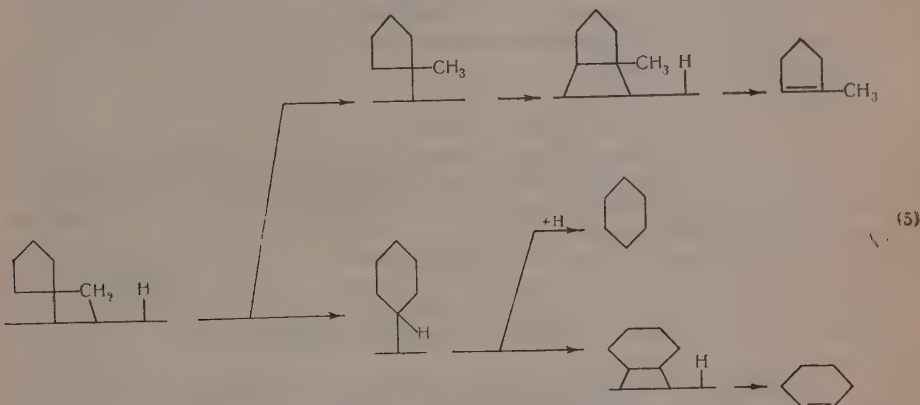 CH₃
CH₃ H
CH₃
+H
(5)
CH₂ H
H
H